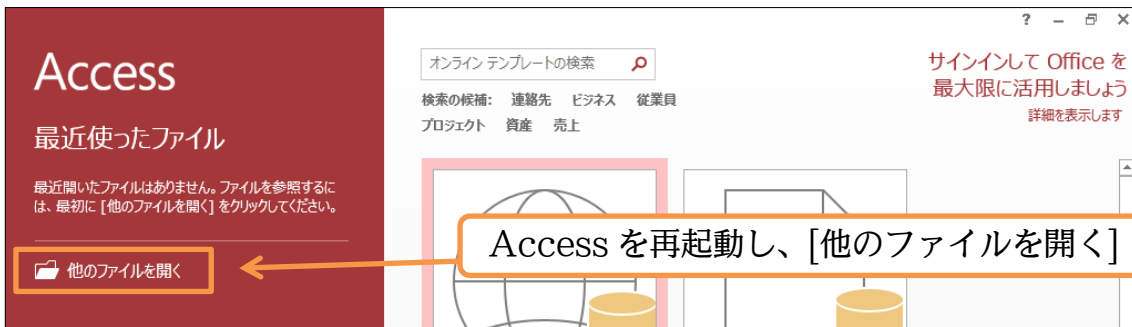 ?
Access
最近使ったファイル
最近開いたファイルはありません。ファイルを参照するに
は、最初に [他のファイルを開く] をクリックしてください。
他のファイルを開く
オンライン テンプレートの検索
検索の候補: 連絡先 ビジネス 従業員
プロジェクト 資産 売上
サインインして Office を
最大限に活用しましょう
詳細を表示します
Access を再起動し、[他のファイルを開く]